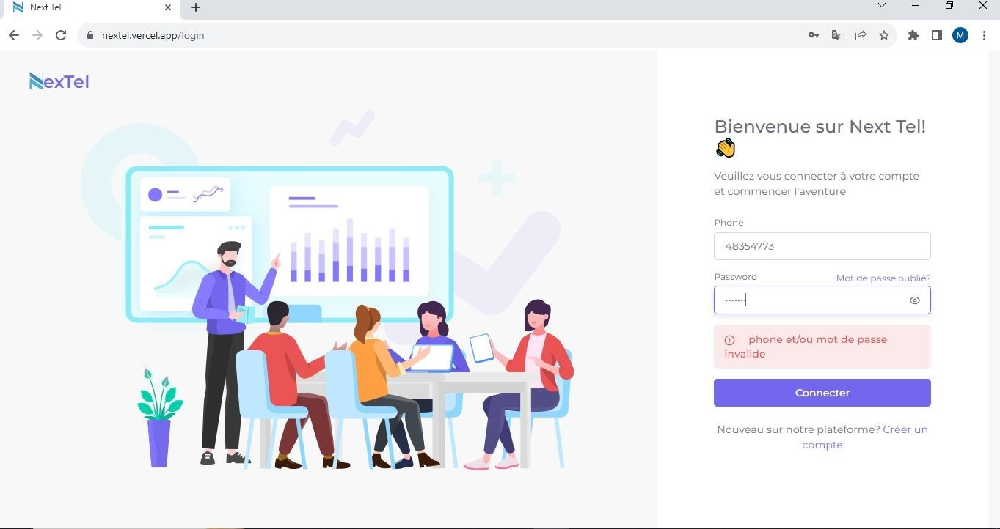 Next Tel
nextel.vercel.app/login
M
NexTel
Bienvenue sur Next Tel!
👋
Veuillez vous connecter à votre compte
et commencer l'aventure
Phone
48354773
Password
Mot de passe oublié?
·······
phone et/ou mot de passe
invalide
Connecter
Nouveau sur notre plateforme? Créer un
compte